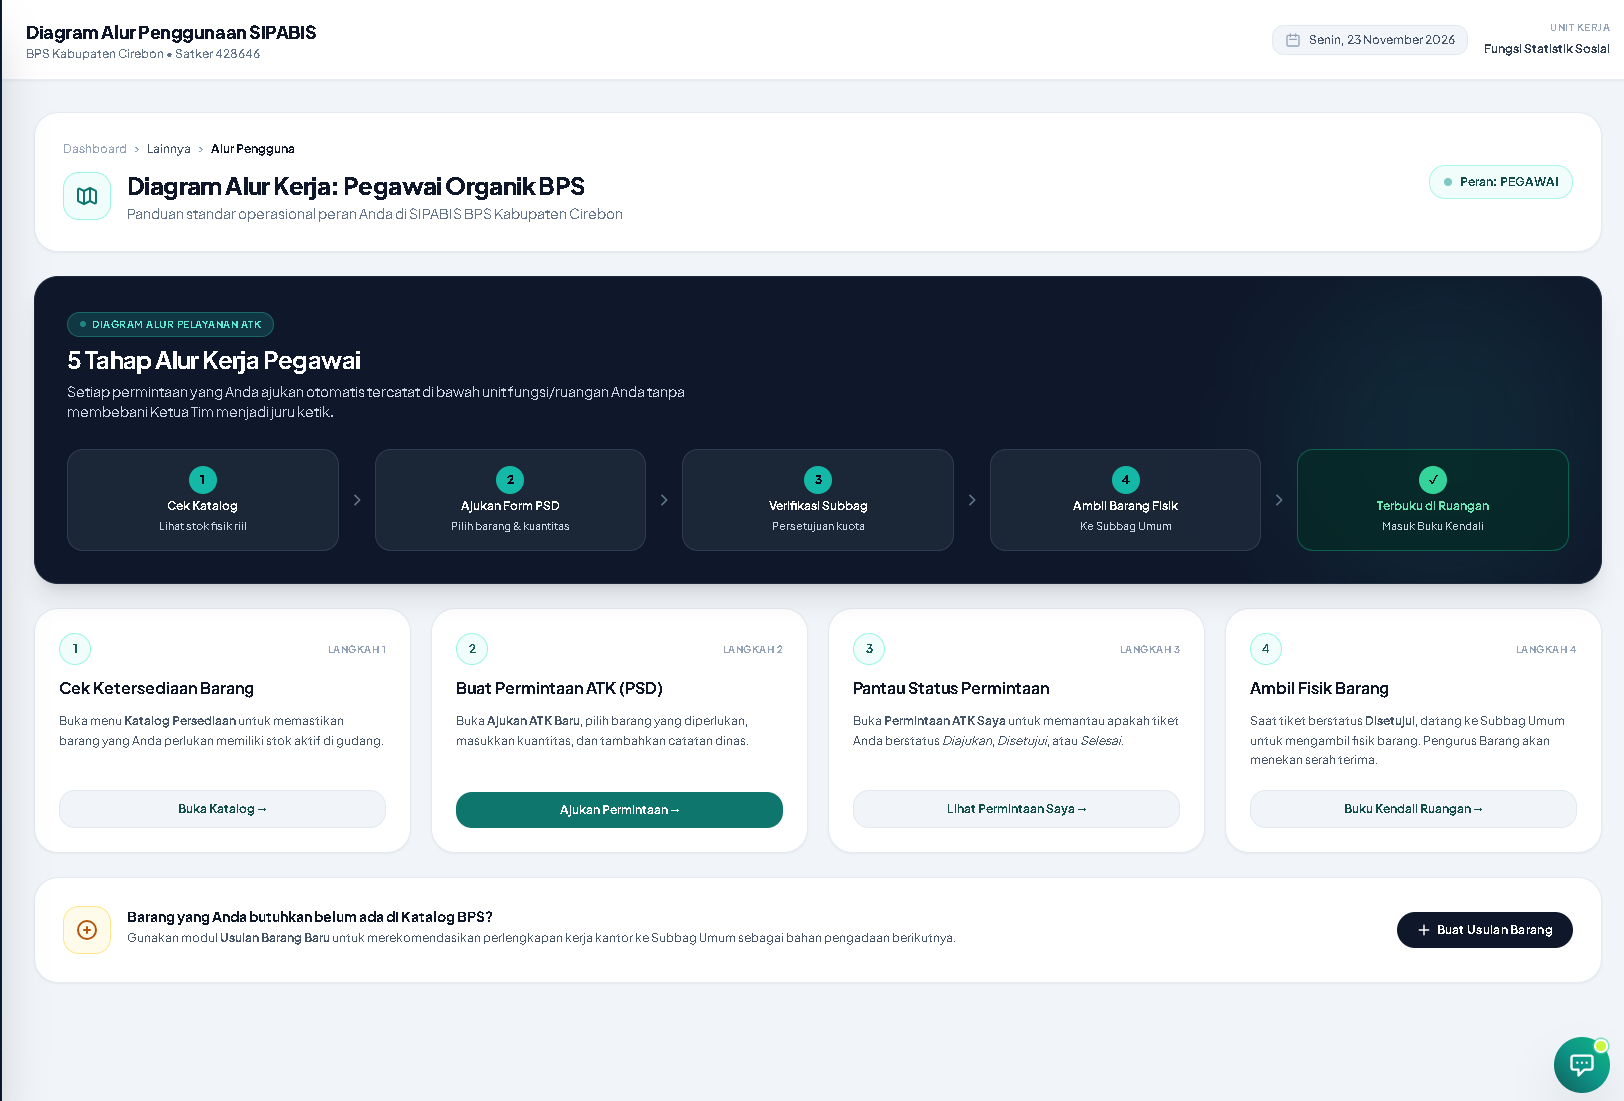 Diagram Alur Penggunaan SIPABIS
BPS Kabupaten Cirebon • Satker 428646
Senin, 23 November 2026
UNIT KERJA
Fungsi Statistik Sosial
Dashboard > Lainnya > Alur Pengguna
Diagram Alur Kerja: Pegawai Organik BPS
Panduan standar operasional peran Anda di SIPABIS BPS Kabupaten Cirebon
Peran: PEGAWAI
DIAGRAM ALUR PELAYANAN ATK
5 Tahap Alur Kerja Pegawai
Setiap permintaan yang Anda ajukan otomatis tercatat di bawah unit fungsi/ruangan Anda tanpa
membebani Ketua Tim menjadi juru ketik.
1
Cek Katalog
Lihat stok fisik riil
2
Ajukan Form PSD
Pilih barang & kuantitas
3
Verifikasi Subbag
Persetujuan kuota
4
Ambil Barang Fisik
Ke Subbag Umum
✓
Terbuku di Ruangan
Masuk Buku Kendali
1
LANGKAH 1
Cek Ketersediaan Barang
Buka menu Katalog Persediaan untuk memastikan
barang yang Anda perlukan memiliki stok aktif di gudang.
Buka Katalog →
2
LANGKAH 2
Buat Permintaan ATK (PSD)
Buka Ajukan ATK Baru, pilih barang yang diperlukan,
masukkan kuantitas, dan tambahkan catatan dinas.
Ajukan Permintaan →
3
LANGKAH 3
Pantau Status Permintaan
Buka Permintaan ATK Saya untuk memantau apakah tiket
Anda berstatus Diajukan, Disetujui, atau Selesai.
Lihat Permintaan Saya →
4
LANGKAH 4
Ambil Fisik Barang
Saat tiket berstatus Disetujui, datang ke Subbag Umum
untuk mengambil fisik barang. Pengurus Barang akan
menekan serah terima.
Buku Kendali Ruangan →
Barang yang Anda butuhkan belum ada di Katalog BPS?
Gunakan modul Usulan Barang Baru untuk merekomendasikan perlengkapan kerja kantor ke Subbag Umum sebagai bahan pengadaan berikutnya.
+ Buat Usulan Barang